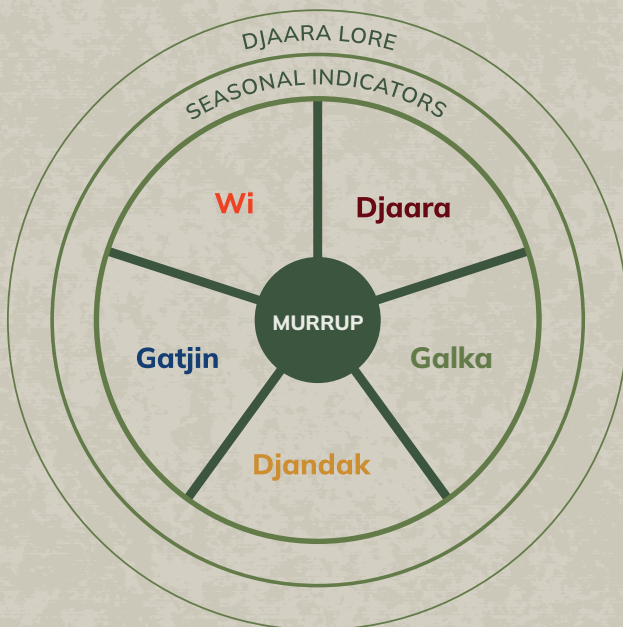 DJAARA LORE
SEASONAL INDICATORS
Wi
Djaara
MURRUP
Gatjin
Galka
Djandak